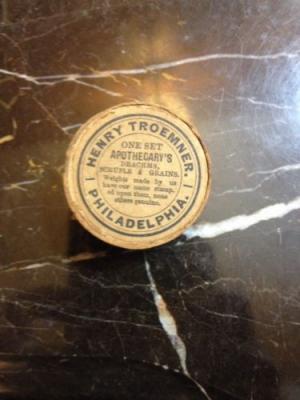 HENRY TROEMNER.
ONE SET
APOTHECARY'S
DRACHMS,
SCRUPLE & GRAINS.
Weights made by us
have our name stamp-
ed upon them, none
others genuine.
PHILADELPHIA.